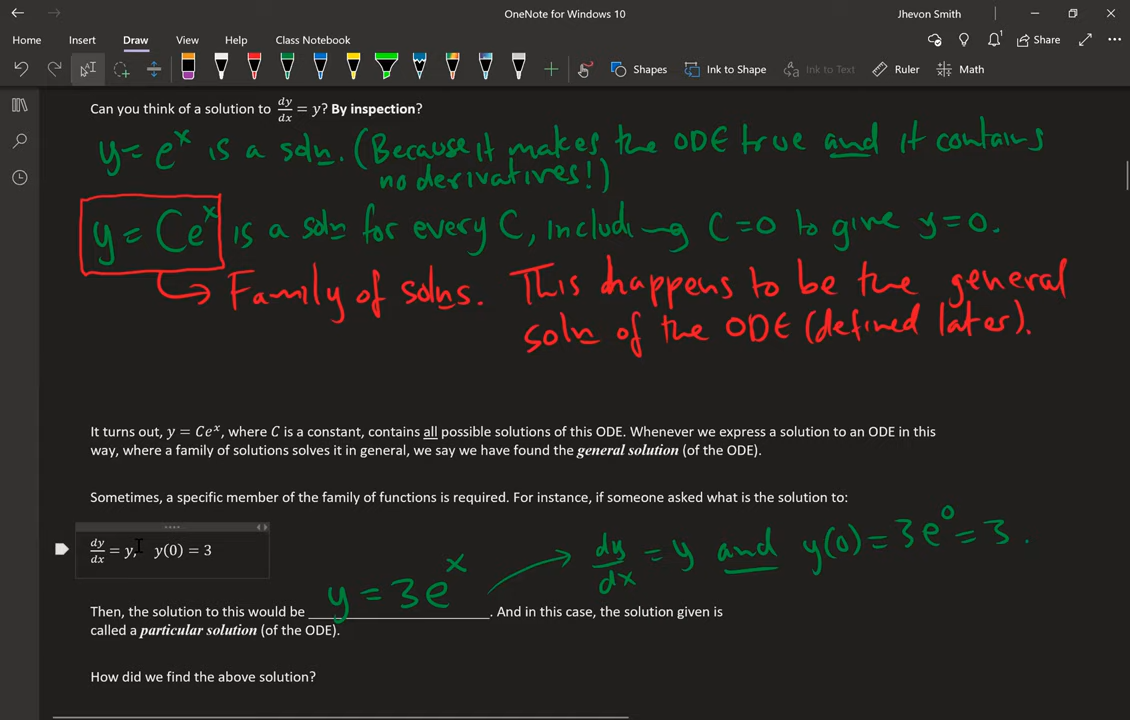 OneNote for Windows 10
Jhevon Smith
Home Insert Draw View Help Class Notebook
Share
Shapes Ink to Shape Ink to Text Ruler Math
Can you think of a solution to dy/dx = y? By inspection?
y = e^x is a soln. (Because it makes the ODE true and it contains
no derivatives!)
y = Ce^x is a soln for every C, including C=0 to give y=0.
Family of solns. This happens to be the general
soln of the ODE (defined later).
It turns out, y = Ce^x, where C is a constant, contains all possible solutions of this ODE. Whenever we express a solution to an ODE in this
way, where a family of solutions solves it in general, we say we have found the general solution (of the ODE).
Sometimes, a specific member of the family of functions is required. For instance, if someone asked what is the solution to:
dy/dx = y, y(0) = 3
dy/dx = y and y(0) = 3e^0 = 3.
y = 3e^x
Then, the solution to this would be ____________________. And in this case, the solution given is
called a particular solution (of the ODE).
How did we find the above solution?